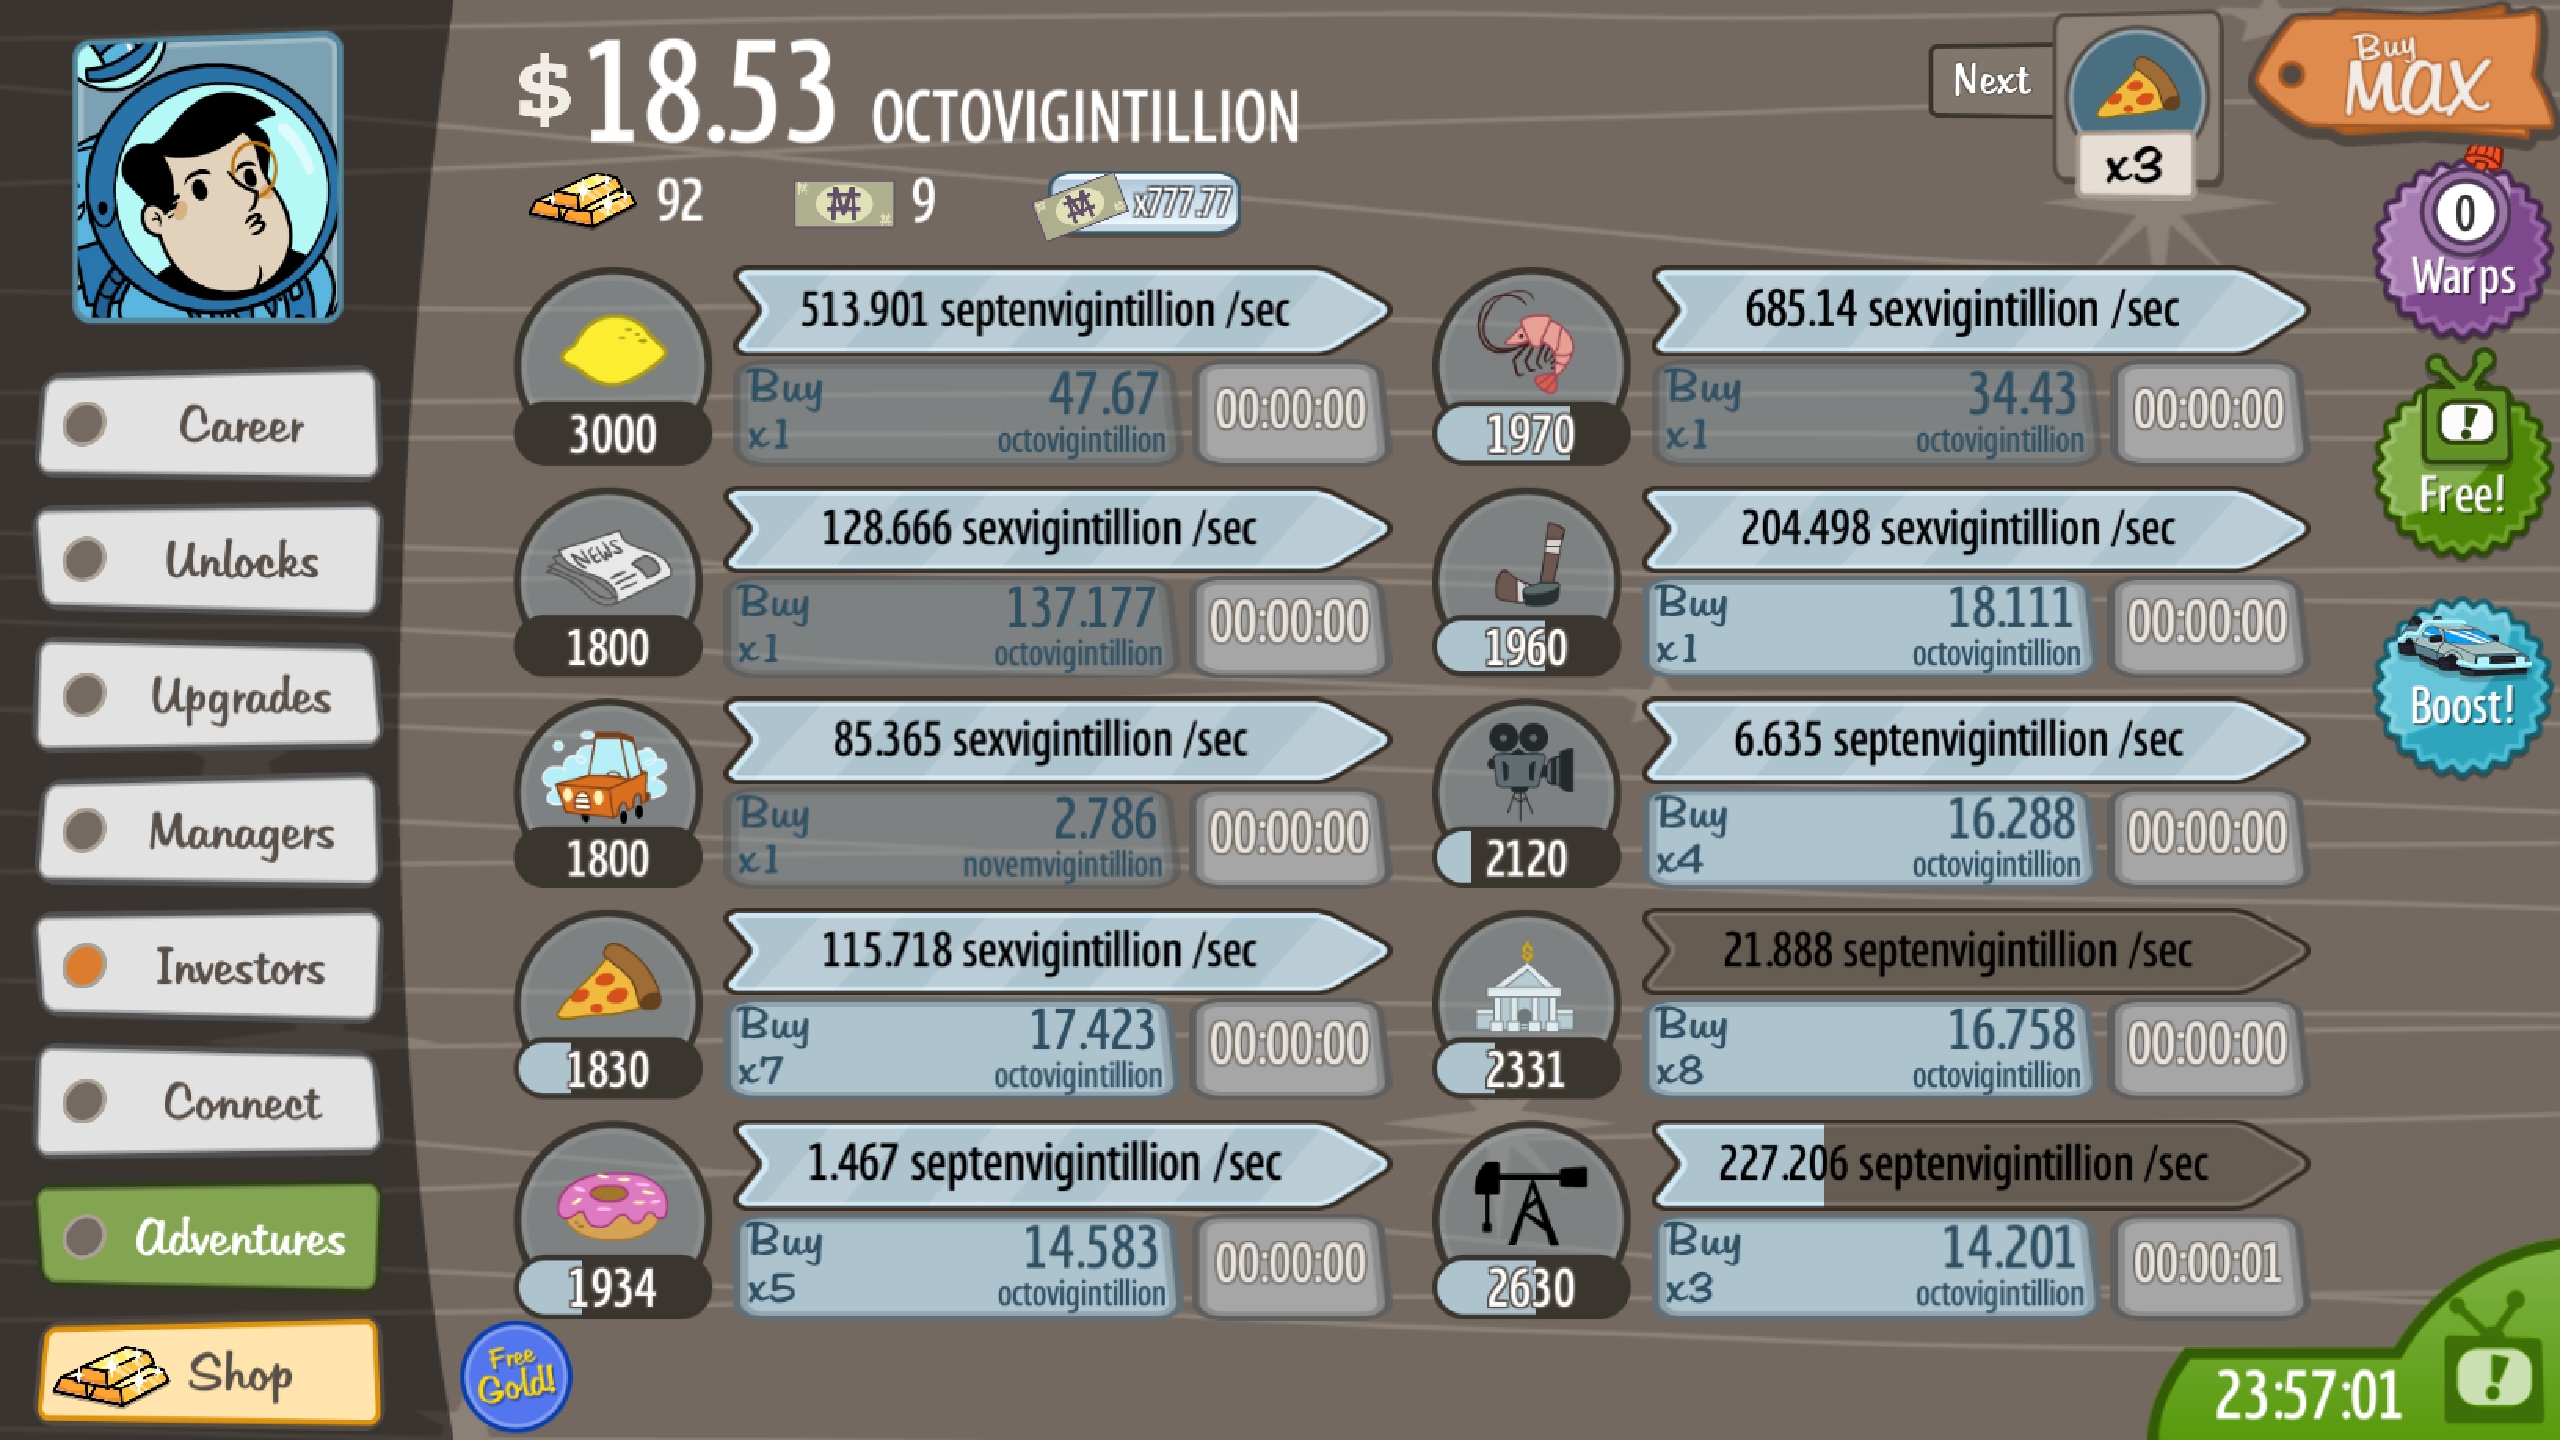 $18.53 OCTOVIGINTILLION
92
9
x777.77
Next
x3
Buy
MAX
0
Warps
!
Free!
Boost!
Career
Unlocks
Upgrades
Managers
Investors
Connect
Adventures
Shop
513.901 septenvigintillion /sec
Buy x1
47.67 octovigintillion
00:00:00
3000
NEWS
128.666 sexvigintillion /sec
Buy x1
137.177 octovigintillion
00:00:00
1800
85.365 sexvigintillion /sec
Buy x1
2.786 novemvigintillion
00:00:00
1800
115.718 sexvigintillion /sec
Buy x7
17.423 octovigintillion
00:00:00
1830
1.467 septenvigintillion /sec
Buy x5
14.583 octovigintillion
00:00:00
1934
685.14 sexvigintillion /sec
Buy x1
34.43 octovigintillion
00:00:00
1970
204.498 sexvigintillion /sec
Buy x1
18.111 octovigintillion
00:00:00
1960
6.635 septenvigintillion /sec
Buy x4
16.288 octovigintillion
00:00:00
2120
$
21.888 septenvigintillion /sec
Buy x8
16.758 octovigintillion
00:00:00
2331
227.206 septenvigintillion /sec
Buy x3
14.201 octovigintillion
00:00:01
2630
Free
Gold!
23:57:01
!